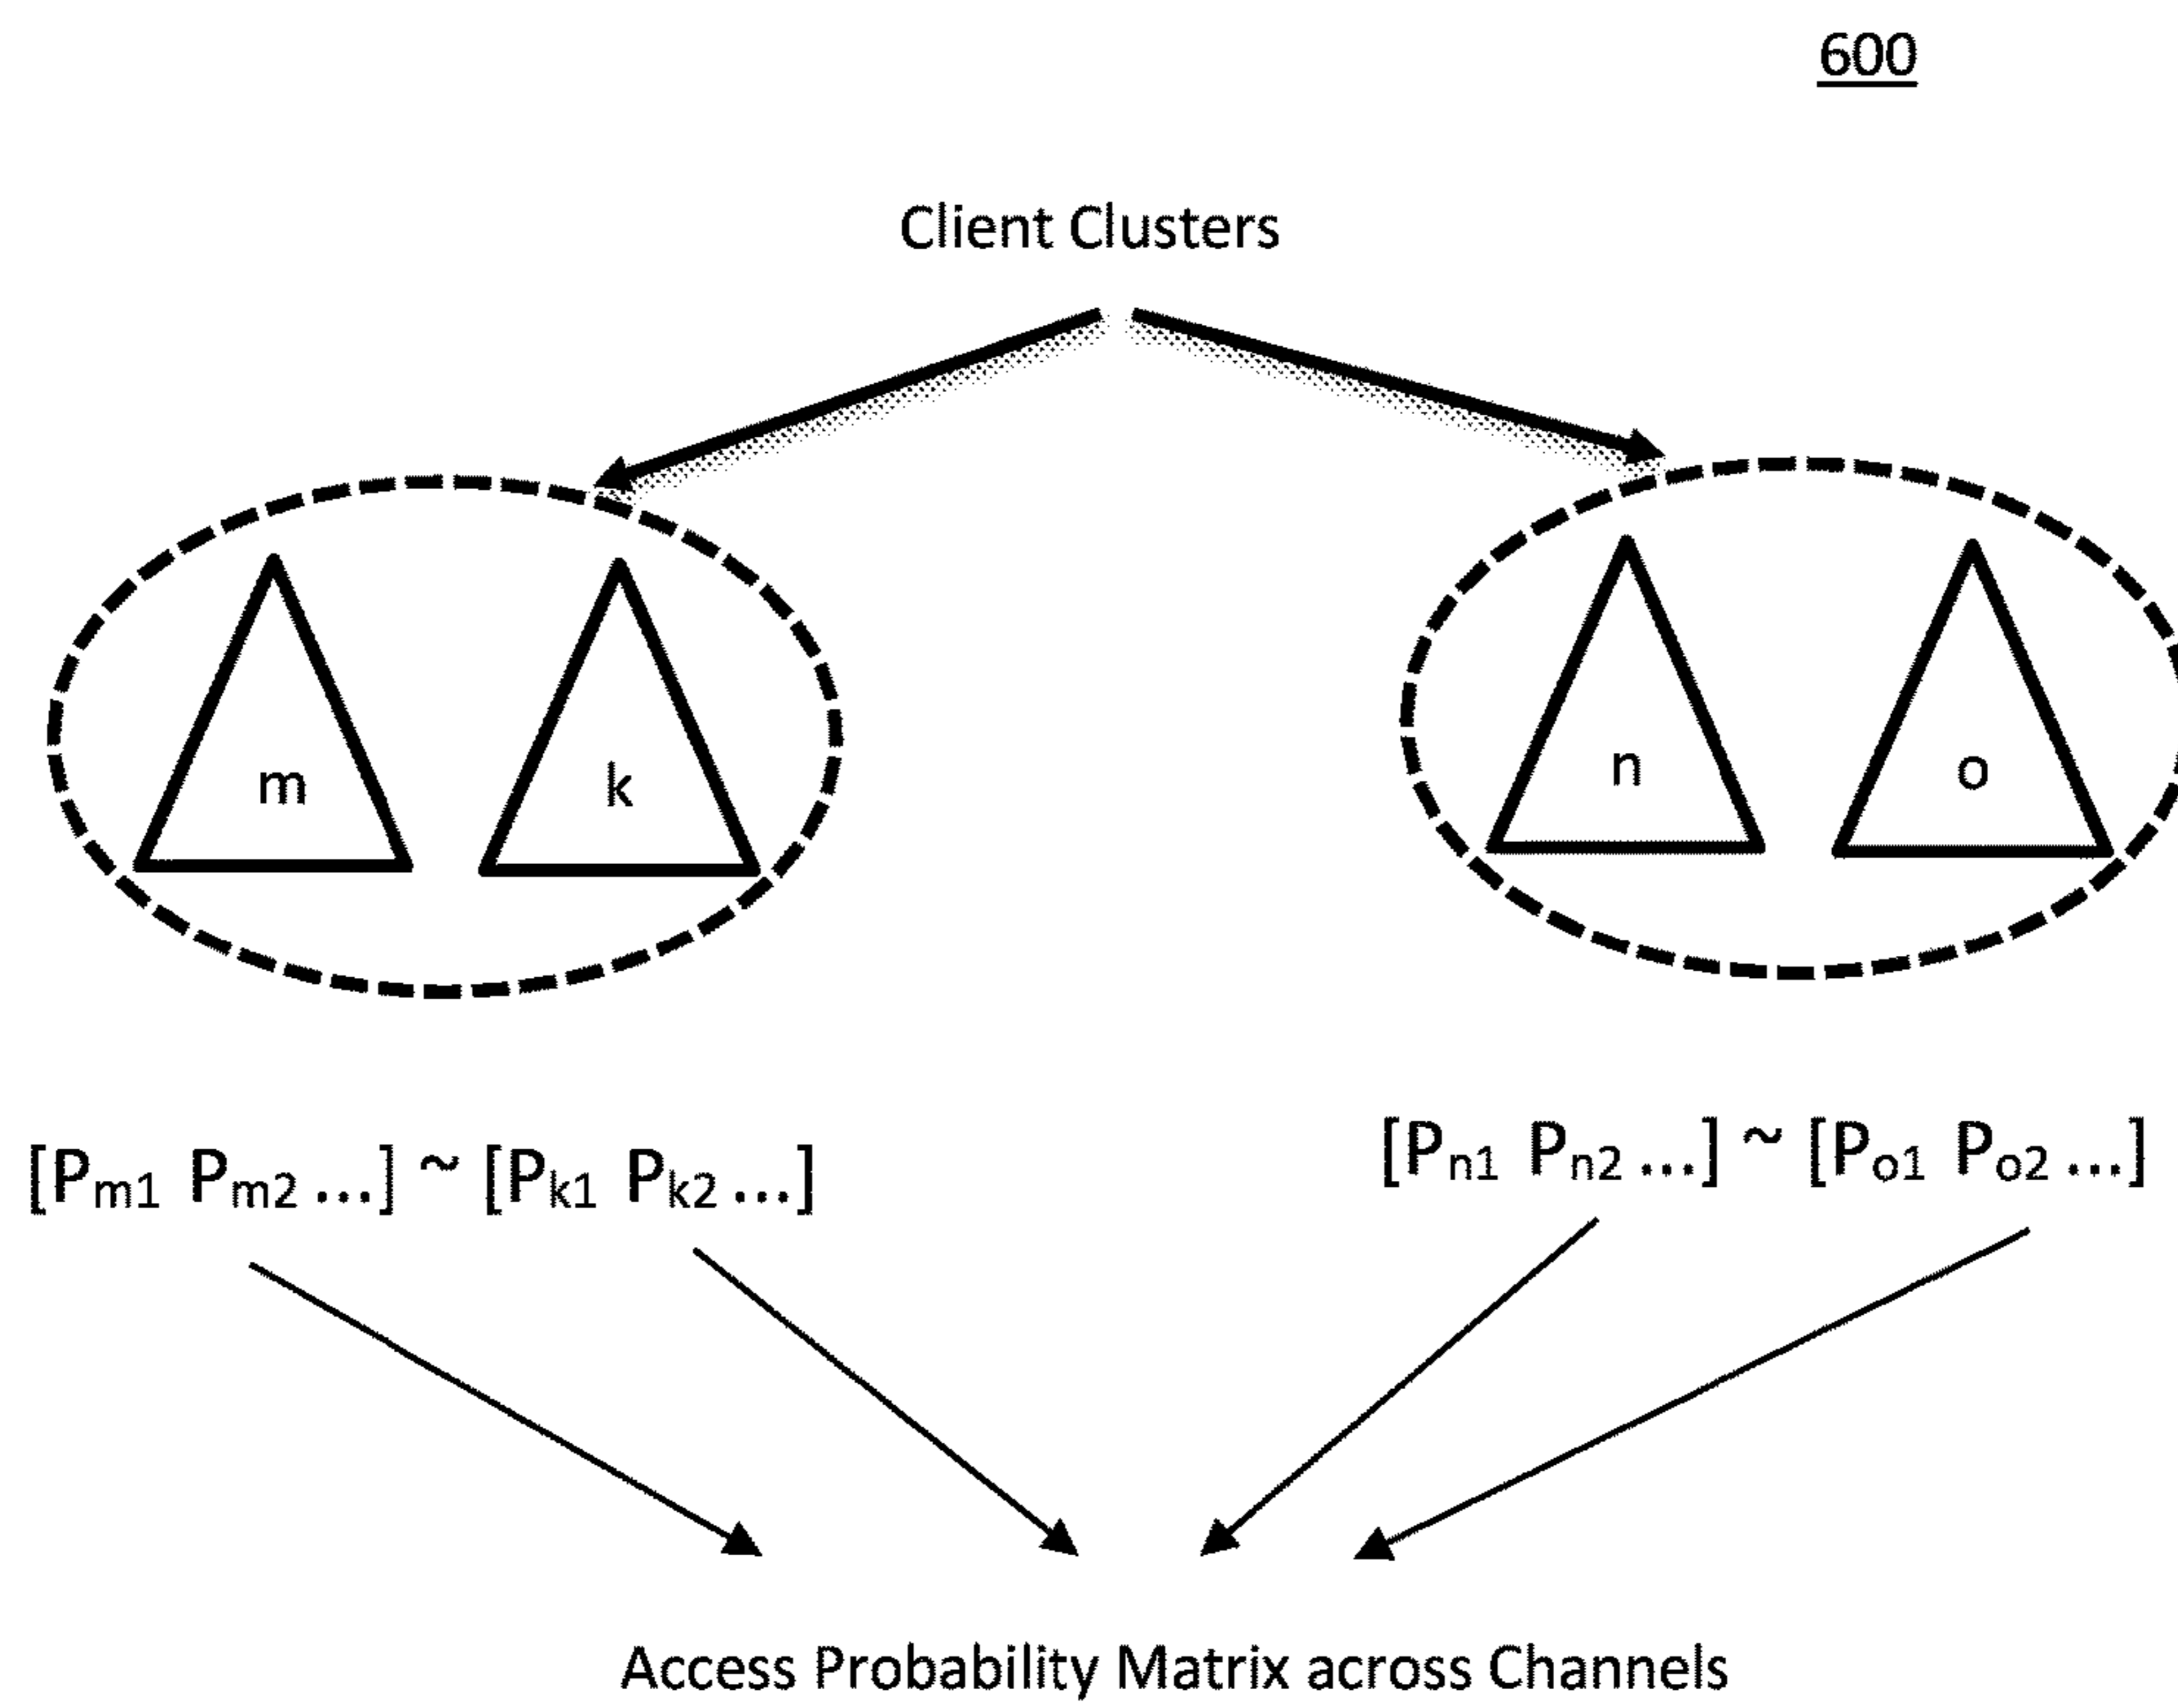 600
Client Clusters
m k n o
[Pm1 Pm2 ...] ~ [Pk1 Pk2 ...] [Pn1 Pn2 ...] ~ [Po1 Po2 ...]
Access Probability Matrix across Channels